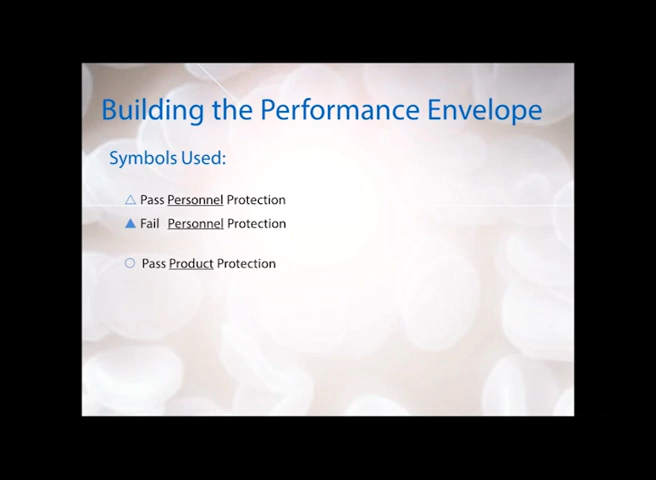 Building the Performance Envelope
Symbols Used:
△ Pass Personnel Protection
▲ Fail Personnel Protection
○ Pass Product Protection